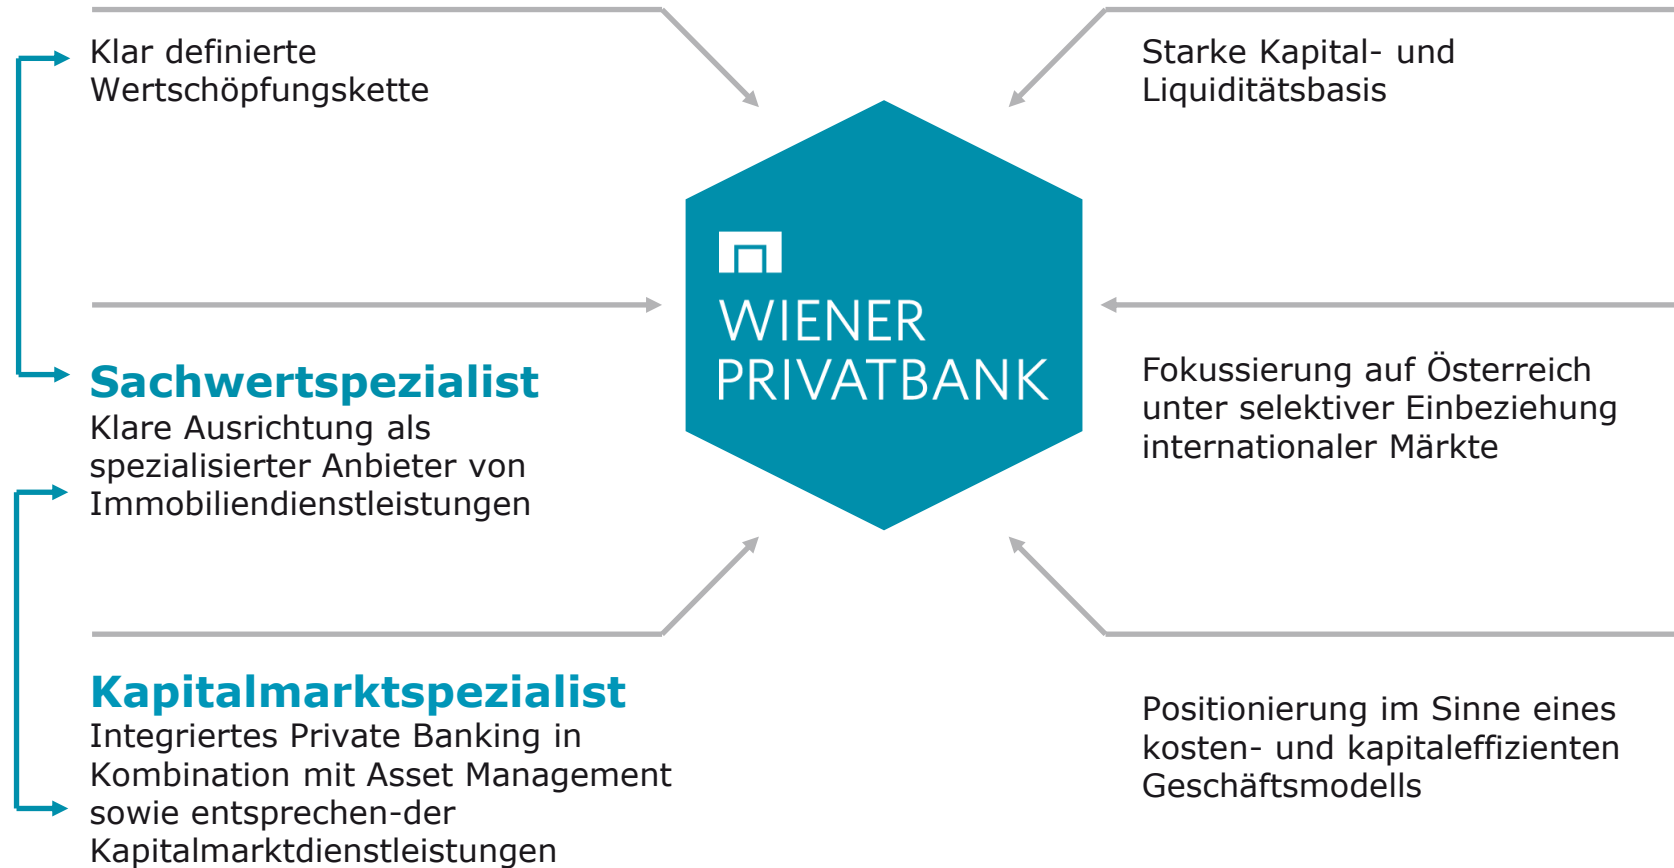 Klar definierte
Wertschöpfungskette
Sachwertspezialist
Klare Ausrichtung als
spezialisierter Anbieter von
Immobiliendienstleistungen
Kapitalmarktspezialist
Integriertes Private Banking in
Kombination mit Asset Management
sowie entsprechen-der
Kapitalmarktdienstleistungen
WIENER
PRIVATBANK
Starke Kapital- und
Liquiditätsbasis
Fokussierung auf Österreich
unter selektiver Einbeziehung
internationaler Märkte
Positionierung im Sinne eines
kosten- und kapitaleffizienten
Geschäftsmodells